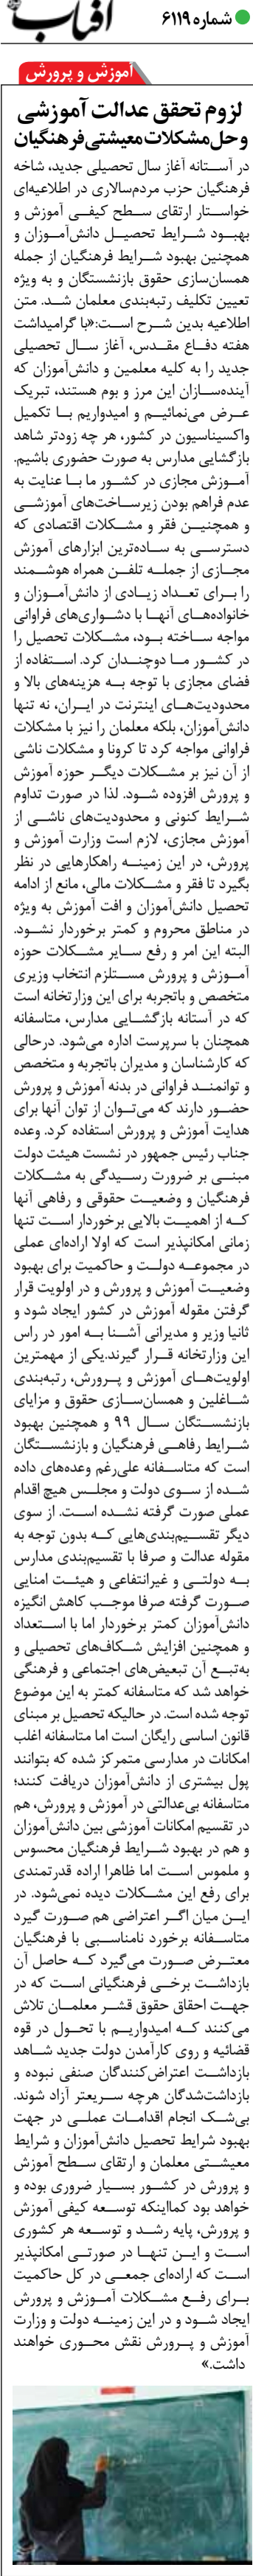 شماره ۶۱۱۹
آفتاب
آموزش و پرورش
لزوم تحقق عدالت آموزشی
وحل‌مشکلات‌معیشتی‌فرهنگیان
در آستانه آغاز سال تحصیلی جدید، شاخه
فرهنگیان حزب مردم‌سالاری در اطلاعیه‌ای
خواستار ارتقای سطح کیفی آموزش و
بهبود شرایط تحصیل دانش‌آموزان و
همچنین بهبود شرایط فرهنگیان از جمله
همسان‌سازی حقوق بازنشستگان و به ویژه
تعیین تکلیف رتبه‌بندی معلمان شد. متن
اطلاعیه بدین شرح است:«با گرامیداشت
هفته دفاع مقدس، آغاز سال تحصیلی
جدید را به کلیه معلمین و دانش‌آموزان که
آینده‌سازان این مرز و بوم هستند، تبریک
عرض می‌نمائیم و امیدواریم با تکمیل
واکسیناسیون در کشور، هر چه زودتر شاهد
بازگشایی مدارس به صورت حضوری باشیم.
آموزش مجازی در کشور ما با عنایت به
عدم فراهم بودن زیرساخت‌های آموزشی
و همچنین فقر و مشکلات اقتصادی که
دسترسی به ساده‌ترین ابزارهای آموزش
مجازی از جمله تلفن همراه هوشمند
را برای تعداد زیادی از دانش‌آموزان و
خانواده‌های آنها با دشواری‌های فراوانی
مواجه ساخته بود، مشکلات تحصیل را
در کشور ما دوچندان کرد. استفاده از
فضای مجازی با توجه به هزینه‌های بالا و
محدودیت‌های اینترنت در ایران، نه تنها
دانش‌آموزان، بلکه معلمان را نیز با مشکلات
فراوانی مواجه کرد تا کرونا و مشکلات ناشی
از آن نیز بر مشکلات دیگر حوزه آموزش
و پرورش افزوده شود. لذا در صورت تداوم
شرایط کنونی و محدودیت‌های ناشی از
آموزش مجازی، لازم است وزارت آموزش و
پرورش، در این زمینه راهکارهایی در نظر
بگیرد تا فقر و مشکلات مالی، مانع از ادامه
تحصیل دانش‌آموزان و افت آموزش به ویژه
در مناطق محروم و کمتر برخوردار نشود.
البته این امر و رفع سایر مشکلات حوزه
آموزش و پرورش مستلزم انتخاب وزیری
متخصص و باتجربه برای این وزارتخانه است
که در آستانه بازگشایی مدارس، متاسفانه
همچنان با سرپرست اداره می‌شود. درحالی
که کارشناسان و مدیران باتجربه و متخصص
و توانمند فراوانی در بدنه آموزش و پرورش
حضور دارند که می‌توان از توان آنها برای
هدایت آموزش و پرورش استفاده کرد. وعده
جناب رئیس جمهور در نشست هیئت دولت
مبنی بر ضرورت رسیدگی به مشکلات
فرهنگیان و وضعیت حقوقی و رفاهی آنها
که از اهمیت بالایی برخوردار است تنها
زمانی امکانپذیر است که اولا اراده‌ای عملی
در مجموعه دولت و حاکمیت برای بهبود
وضعیت آموزش و پرورش و در اولویت قرار
گرفتن مقوله آموزش در کشور ایجاد شود و
ثانیا وزیر و مدیرانی آشنا به امور در راس
این وزارتخانه قرار گیرند.یکی از مهمترین
اولویت‌های آموزش و پرورش، رتبه‌بندی
شاغلین و همسان‌سازی حقوق و مزایای
بازنشستگان سال ۹۹ و همچنین بهبود
شرایط رفاهی فرهنگیان و بازنشستگان
است که متاسفانه علی‌رغم وعده‌های داده
شده از سوی دولت و مجلس هیچ اقدام
عملی صورت گرفته نشده است. از سوی
دیگر تقسیم‌بندی‌هایی که بدون توجه به
مقوله عدالت و صرفا با تقسیم‌بندی مدارس
به دولتی و غیرانتفاعی و هیئت امنایی
صورت گرفته صرفا موجب کاهش انگیزه
دانش‌آموزان کمتر برخوردار اما با استعداد
و همچنین افزایش شکاف‌های تحصیلی و
به‌تبع آن تبعیض‌های اجتماعی و فرهنگی
خواهد شد که متاسفانه کمتر به این موضوع
توجه شده است. در حالیکه تحصیل بر مبنای
قانون اساسی رایگان است اما متاسفانه اغلب
امکانات در مدارسی متمرکز شده که بتوانند
پول بیشتری از دانش‌آموزان دریافت کنند؛
متاسفانه بی‌عدالتی در آموزش و پرورش، هم
در تقسیم امکانات آموزشی بین دانش‌آموزان
و هم در بهبود شرایط فرهنگیان محسوس
و ملموس است اما ظاهرا اراده قدرتمندی
برای رفع این مشکلات دیده نمی‌شود. در
این میان اگر اعتراضی هم صورت گیرد
متاسفانه برخورد نامناسبی با فرهنگیان
معترض صورت می‌گیرد که حاصل آن
بازداشت برخی فرهنگیانی است که در
جهت احقاق حقوق قشر معلمان تلاش
می‌کنند که امیدواریم با تحول در قوه
قضائیه و روی کارآمدن دولت جدید شاهد
بازداشت اعتراض‌کنندگان صنفی نبوده و
بازداشت‌شدگان هرچه سریعتر آزاد شوند.
بی‌شک انجام اقدامات عملی در جهت
بهبود شرایط تحصیل دانش‌آموزان و شرایط
معیشتی معلمان و ارتقای سطح آموزش
و پرورش در کشور بسیار ضروری بوده و
خواهد بود کمااینکه توسعه کیفی آموزش
و پرورش، پایه رشد و توسعه هر کشوری
است و این تنها در صورتی امکانپذیر
است که اراده‌ای جمعی در کل حاکمیت
برای رفع مشکلات آموزش و پرورش
ایجاد شود و در این زمینه دولت و وزارت
آموزش و پرورش نقش محوری خواهند
داشت.»